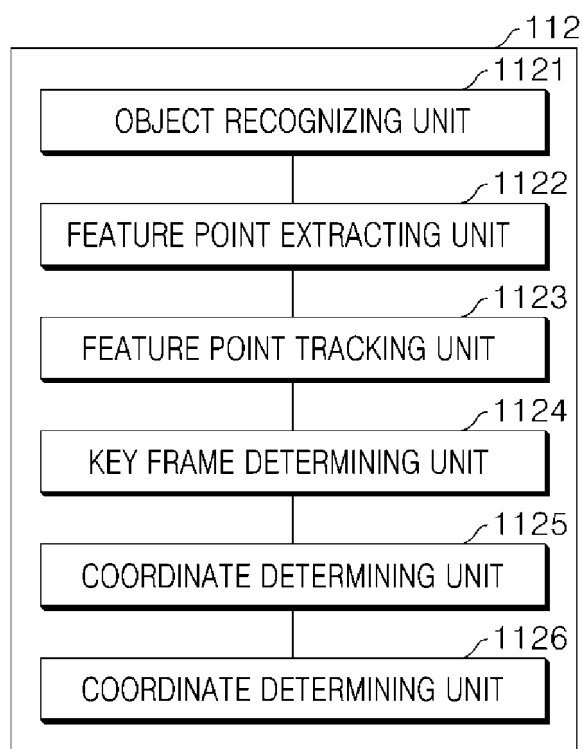 112
1121
OBJECT RECOGNIZING UNIT
1122
FEATURE POINT EXTRACTING UNIT
1123
FEATURE POINT TRACKING UNIT
1124
KEY FRAME DETERMINING UNIT
1125
COORDINATE DETERMINING UNIT
1126
COORDINATE DETERMINING UNIT